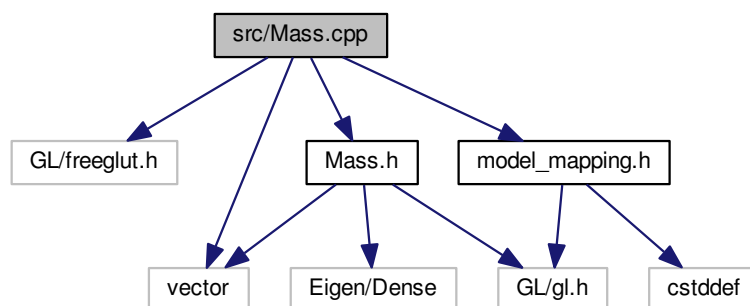 src/Mass.cpp
GL/freeglut.h
Mass.h
model_mapping.h
vector
Eigen/Dense
GL/gl.h
cstddef